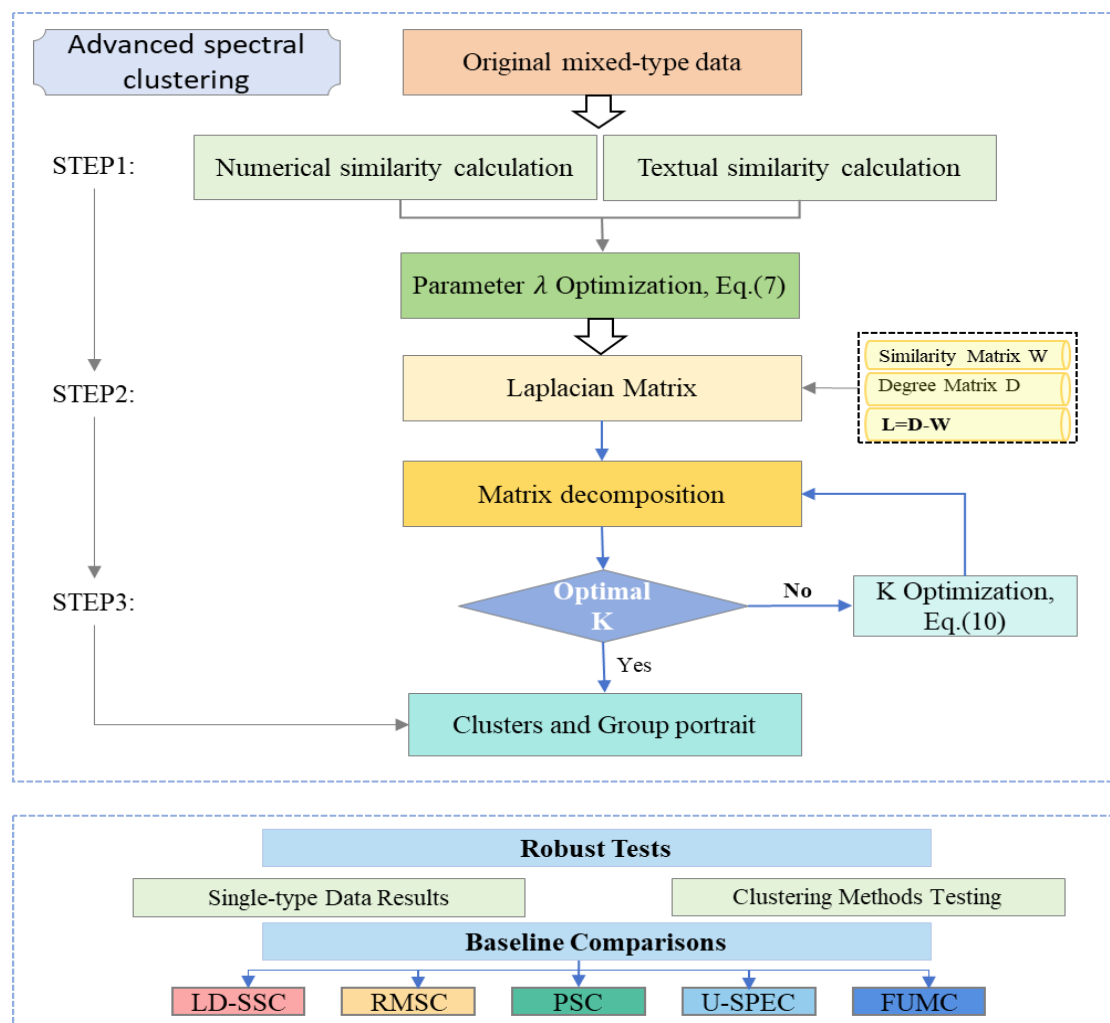 Advanced spectral
clustering
Original mixed-type data
STEP1:
Numerical similarity calculation
Textual similarity calculation
Parameter λ Optimization, Eq.(7)
STEP2:
Laplacian Matrix
Similarity Matrix W
Degree Matrix D
L=D-W
Matrix decomposition
STEP3:
Optimal
K
No
K Optimization,
Eq.(10)
Yes
Clusters and Group portrait
Robust Tests
Single-type Data Results
Clustering Methods Testing
Baseline Comparisons
LD-SSC
RMSC
PSC
U-SPEC
FUMC